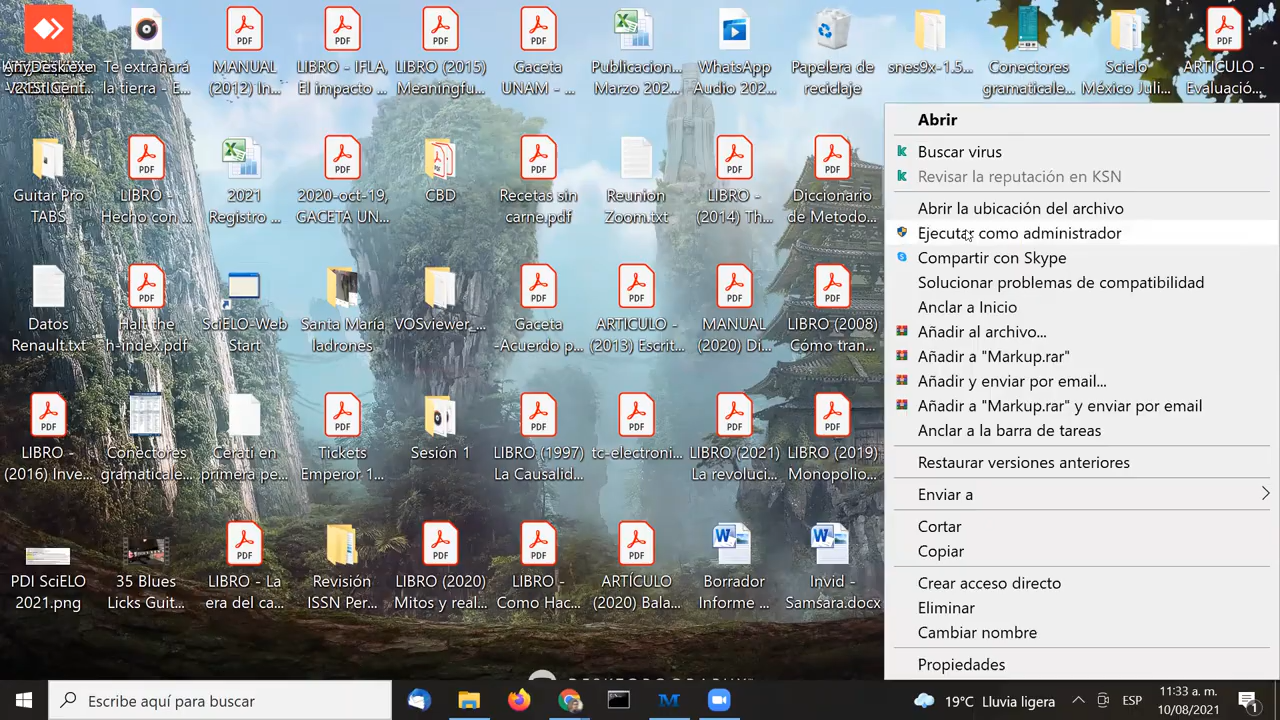 Te extrañará
la tierra - E...
MANUAL
(2012) In...
LIBRO - IFLA,
El impacto ...
LIBRO (2015)
Meaningfu...
Gaceta
UNAM - ...
Publicacion...
Marzo 202...
WhatsApp
Audio 202...
Papelera de
reciclaje
snes9x-1.5...
Conectores
gramaticale...
Scielo
México Juli...
ARTICULO -
Evaluació...
Guitar Pro
TABS
LIBRO -
Hecho con ...
2021
Registro ...
2020-oct-19,
GACETA UN...
CBD
Recetas sin
carne.pdf
Reunion
Zoom.txt
LIBRO -
(2014) Th...
Diccionario
de Metodo...
Datos
Renault.txt
Halt the
h-index.pdf
SciELO-Web
Start
Santa María
ladrones
VOSviewer_...
Gaceta
-Acuerdo p...
ARTICULO -
(2013) Escrit...
MANUAL
(2020) Di...
LIBRO (2008)
Cómo tran...
LIBRO
(2016) Inve...
Conectores
gramaticale...
Cerati en
primera pe...
Tickets
Emperor 1...
Sesión 1
LIBRO (1997)
La Causalid...
tc-electroni...
LIBRO (2021)
La revoluci...
LIBRO (2019)
Monopolio...
PDI SciELO
2021.png
35 Blues
Licks Guit...
LIBRO - La
era del ca...
Revisión
ISSN Per...
LIBRO (2020)
Mitos y real...
LIBRO -
Como Hac...
ARTÍCULO
(2020) Bala...
Borrador
Informe ...
Invid -
Samsara.docx
Abrir
Buscar virus
Revisar la reputación en KSN
Abrir la ubicación del archivo
Ejecutar como administrador
Compartir con Skype
Solucionar problemas de compatibilidad
Anclar a Inicio
Añadir al archivo...
Añadir a "Markup.rar"
Añadir y enviar por email...
Añadir a "Markup.rar" y enviar por email
Anclar a la barra de tareas
Restaurar versiones anteriores
Enviar a
Cortar
Copiar
Crear acceso directo
Eliminar
Cambiar nombre
Propiedades
Escribe aquí para buscar
19°C Lluvia ligera
ESP
11:33 a. m.
10/08/2021
1